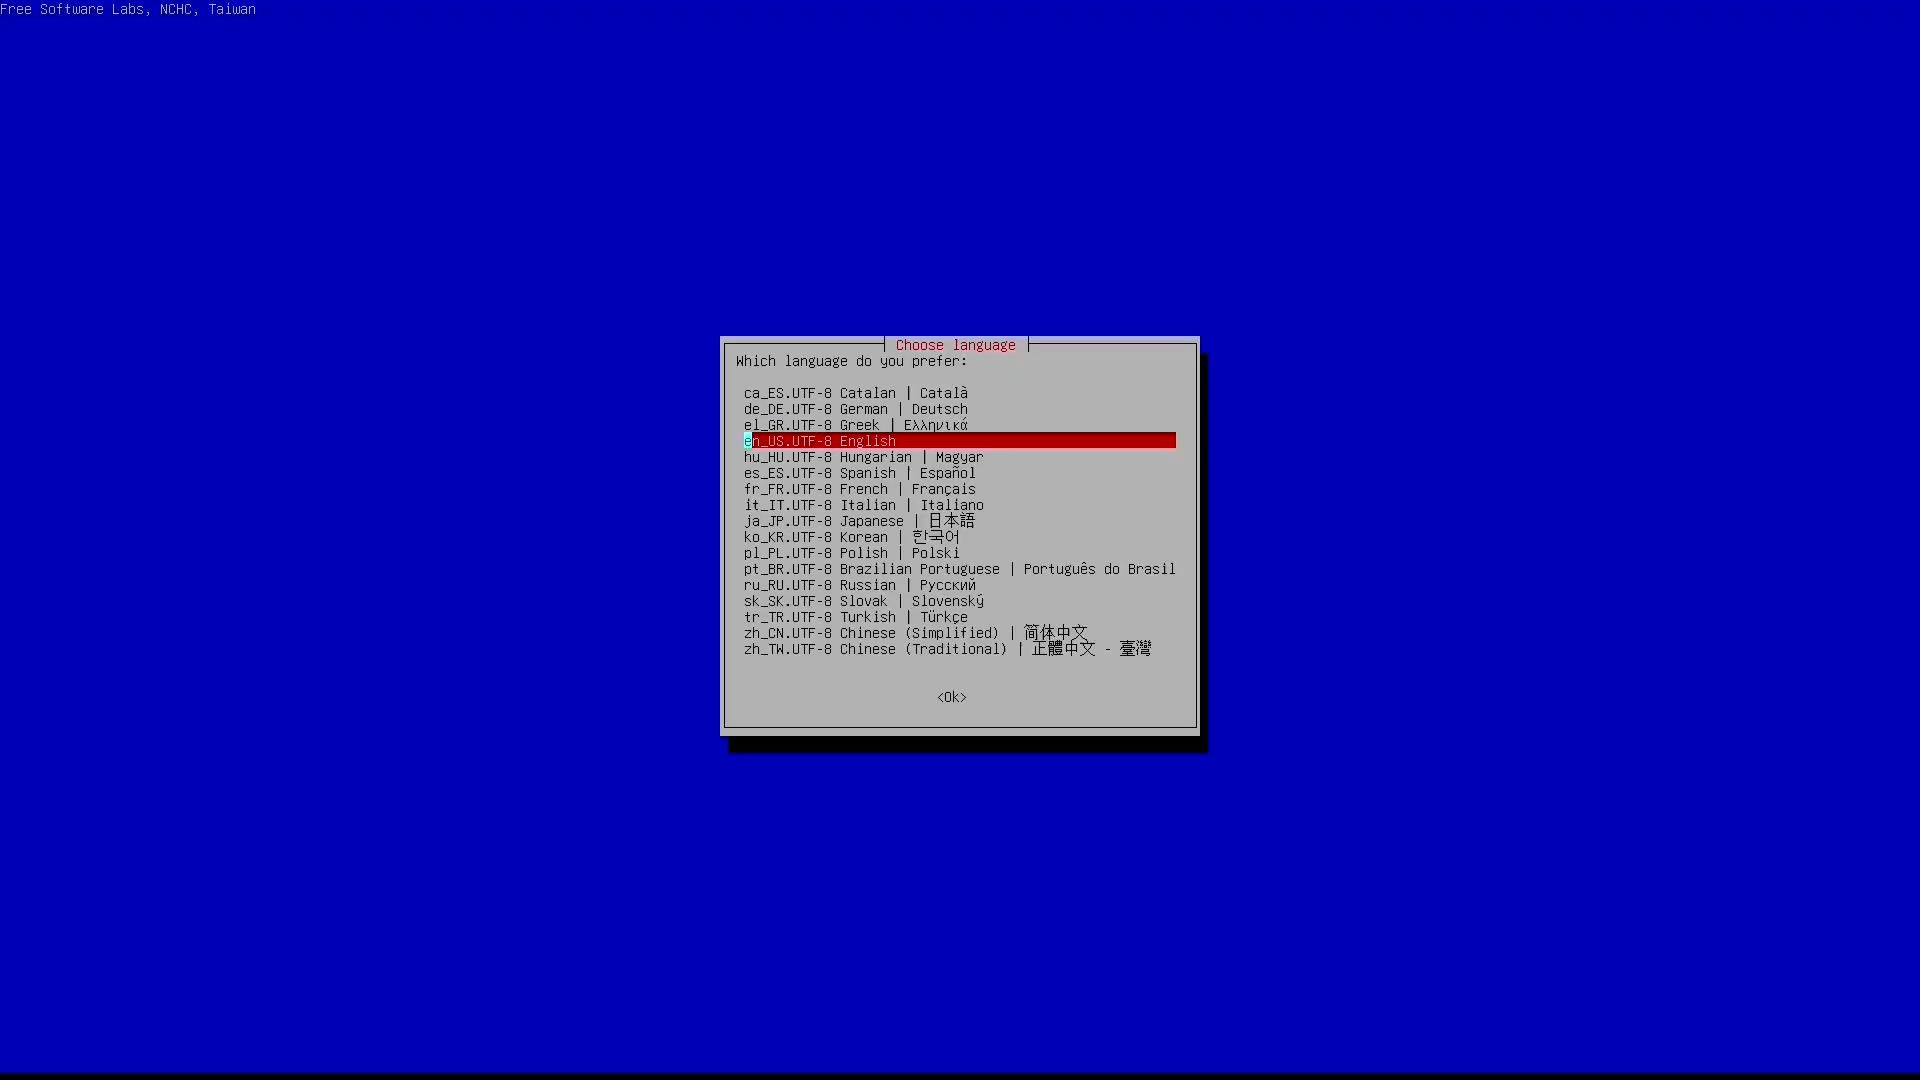 Free Software Labs, NCHC, Taiwan
Choose language
Which language do you prefer:
ca_ES.UTF-8 Catalan | Català
de_DE.UTF-8 German | Deutsch
el_GR.UTF-8 Greek | Ελληνικά
en_US.UTF-8 English
hu_HU.UTF-8 Hungarian | Magyar
es_ES.UTF-8 Spanish | Español
fr_FR.UTF-8 French | Français
it_IT.UTF-8 Italian | Italiano
ja_JP.UTF-8 Japanese | 日本語
ko_KR.UTF-8 Korean | 한국어
pl_PL.UTF-8 Polish | Polski
pt_BR.UTF-8 Brazilian Portuguese | Português do Brasil
ru_RU.UTF-8 Russian | Русский
sk_SK.UTF-8 Slovak | Slovenský
tr_TR.UTF-8 Turkish | Türkçe
zh_CN.UTF-8 Chinese (Simplified) | 简体中文
zh_TW.UTF-8 Chinese (Traditional) | 正體中文 - 臺灣
<Ok>